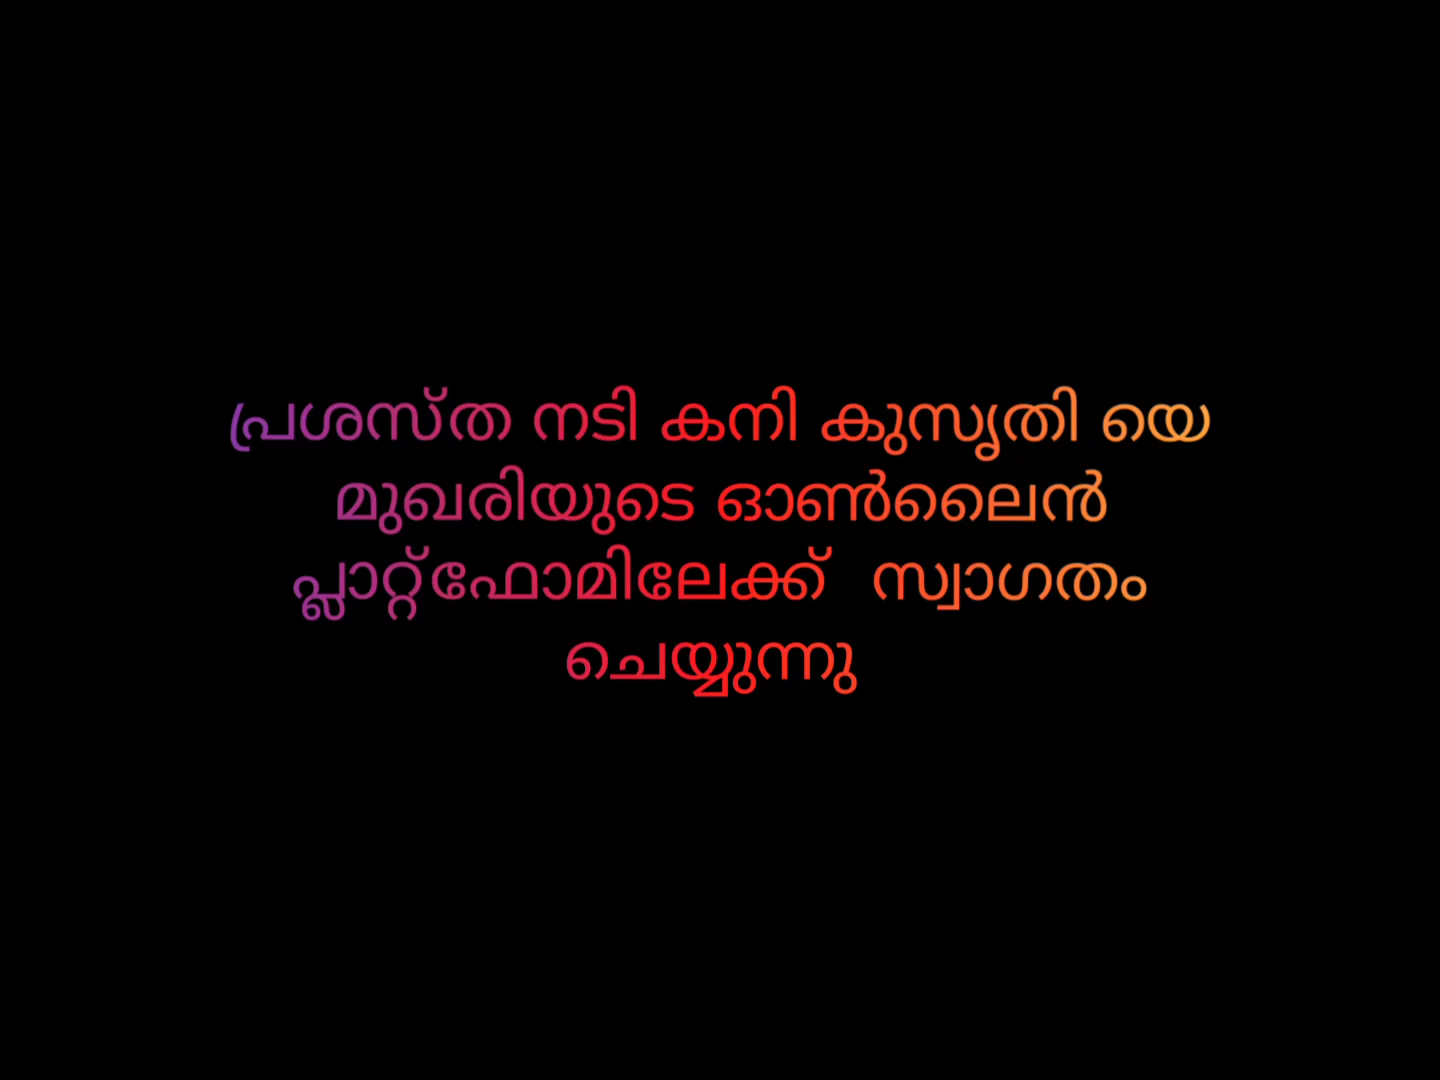 പ്രശസ്ത നടി കനി കുസൃതി യെ
മുഖരിയുടെ ഓൺലൈൻ
പ്ലാറ്റ്ഫോമിലേക്ക് സ്വാഗതം
ചെയ്യുന്നു